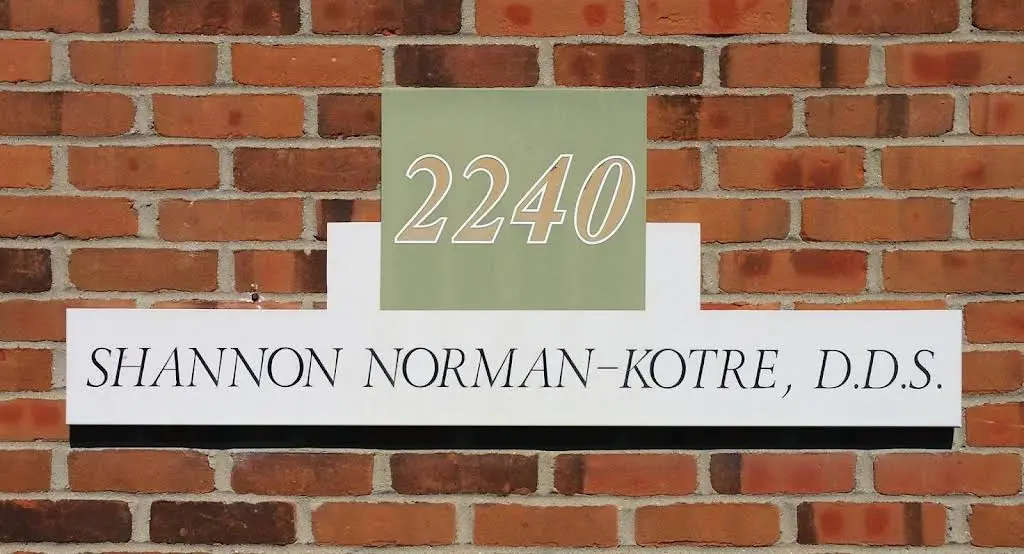 2240
SHANNON NORMAN-KOTRE, D.D.S.